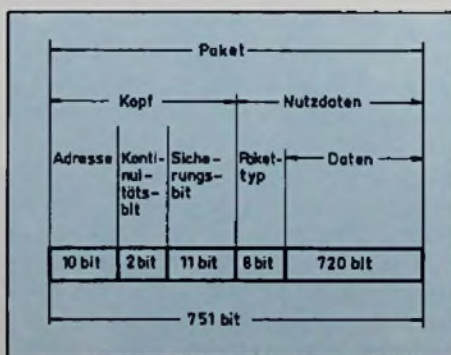 Paket
Kopf
Nutzdaten
Adresse
Konti-
nui-
täts-
bit
Siche-
rungs-
bit
Paket-
typ
Daten
10 bit
2 bit
11 bit
8 bit
720 bit
751 bit